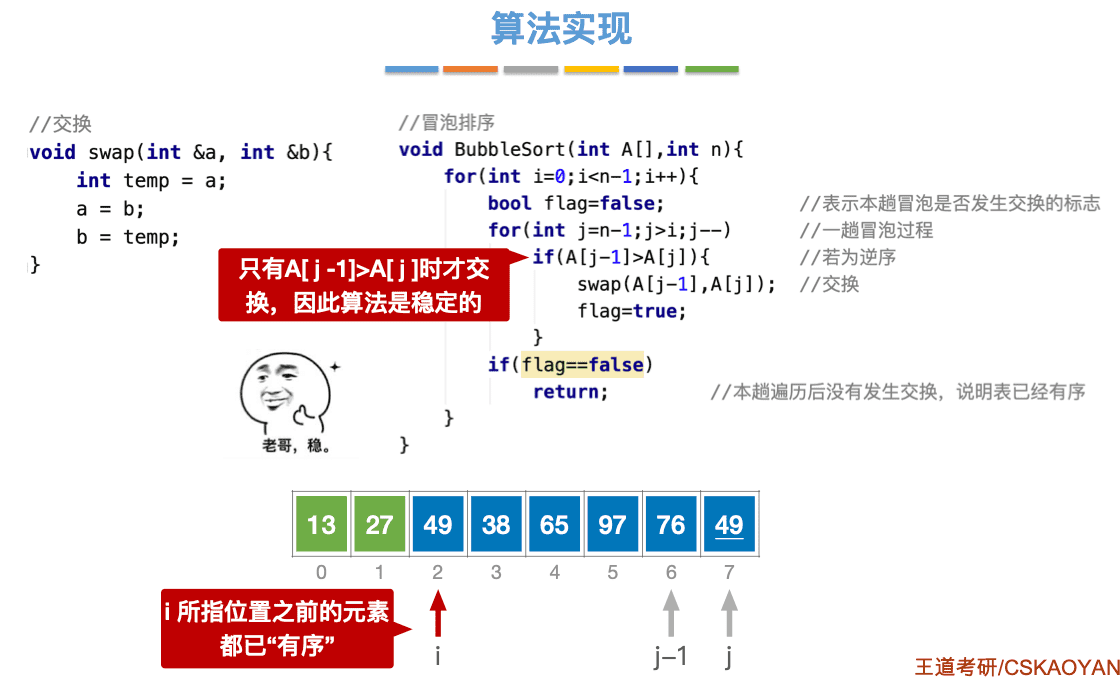 算法实现
//交换
void swap(int &a, int &b){
    int temp = a;
    a = b;
    b = temp;
}
//冒泡排序
void BubbleSort(int A[],int n){
    for(int i=0;i<n-1;i++){
        bool flag=false; //表示本趟冒泡是否发生交换的标志
        for(int j=n-1;j>i;j--) //一趟冒泡过程
            if(A[j-1]>A[j]){ //若为逆序
                swap(A[j-1],A[j]); //交换
                flag=true;
            }
        if(flag==false)
            return; //本趟遍历后没有发生交换，说明表已经有序
    }
}
只有A[ j -1]>A[ j ]时才交
换，因此算法是稳定的
老哥，稳。
13 27 49 38 65 97 76 49
0 1 2 3 4 5 6 7
i 所指位置之前的元素
都已“有序”
i j–1 j
王道考研/CSKAOYAN